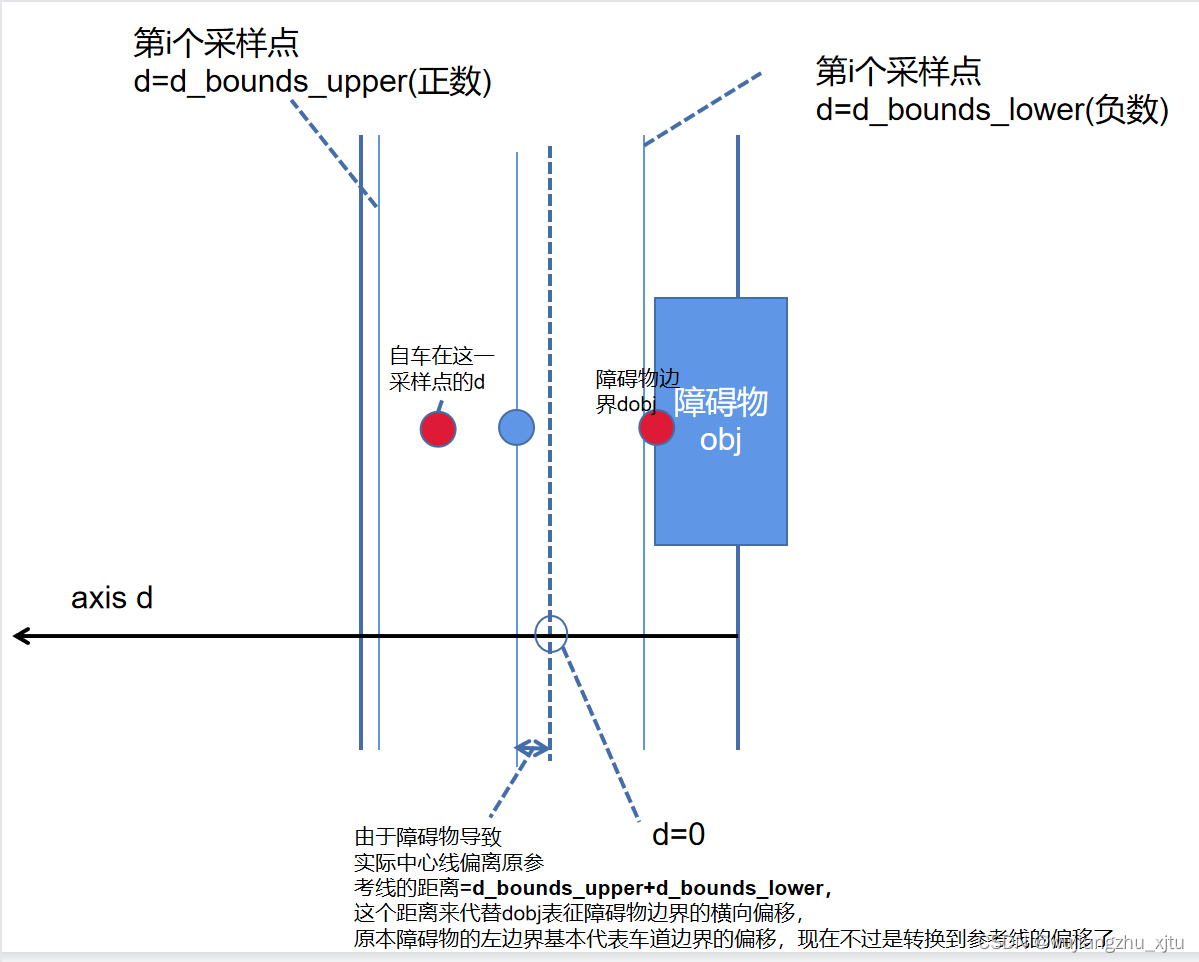 第i个采样点
d=d_bounds_upper(正数)
第i个采样点
d=d_bounds_lower(负数)
自车在这一
采样点的d
障碍物边
界dobj
障碍物
obj
axis d
d=0
由于障碍物导致
实际中心线偏离原参
考线的距离=d_bounds_upper+d_bounds_lower，
这个距离来代替dobj表征障碍物边界的横向偏移，
原本障碍物的左边界基本代表车道边界的偏移，现在不过是转换到参考线的偏移了
CSDN @wujiangzhu_xjtu